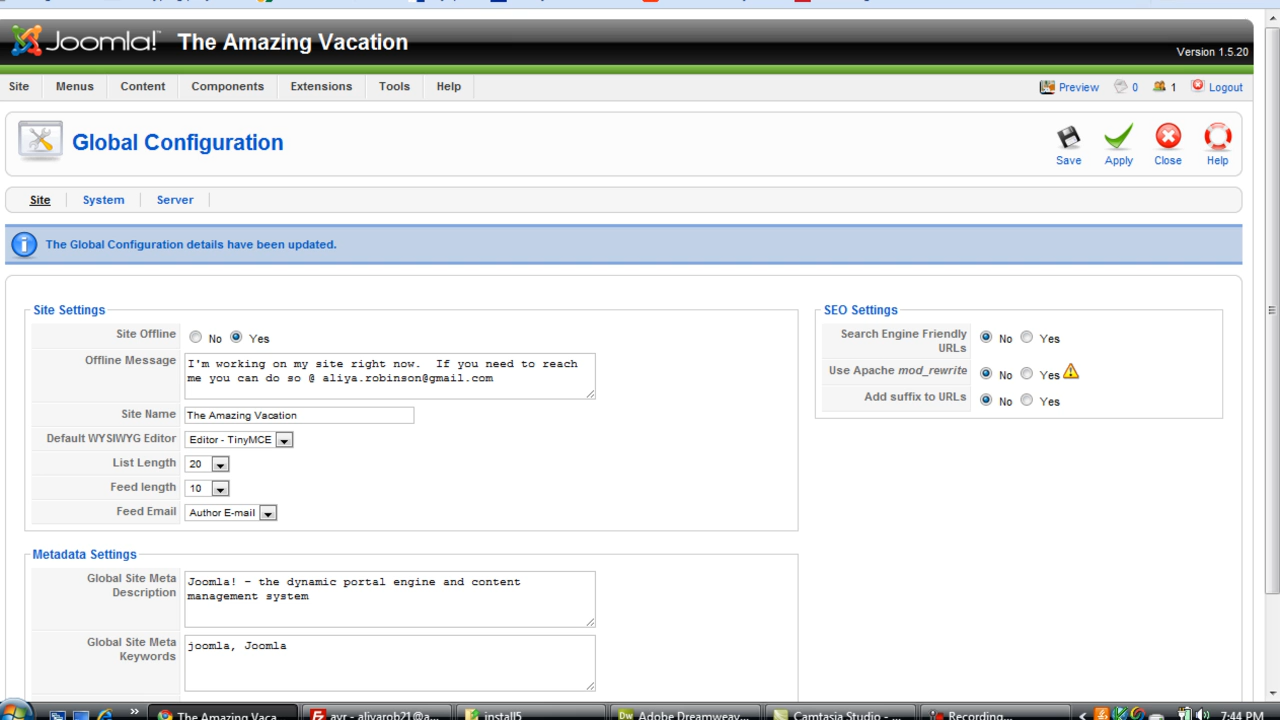 Joomla! The Amazing Vacation
Version 1.5.20
Site Menus Content Components Extensions Tools Help Preview 0 1 Logout
Global Configuration
Save Apply Close Help
Site System Server
The Global Configuration details have been updated.
Site Settings
Site Offline No Yes
Offline Message I'm working on my site right now. If you need to reach
me you can do so @ aliya.robinson@gmail.com
Site Name The Amazing Vacation
Default WYSIWYG Editor Editor - TinyMCE
List Length 20
Feed length 10
Feed Email Author E-mail
SEO Settings
Search Engine Friendly
URLs No Yes
Use Apache mod_rewrite No Yes
Add suffix to URLs No Yes
Metadata Settings
Global Site Meta
Description
Joomla! - the dynamic portal engine and content
management system
Global Site Meta
Keywords
joomla, Joomla
The Amazing Vaca... avr - aliyarob21@a... install5 Adobe Dreamweav... Camtasia Studio - ... Recording... 7:44 PM